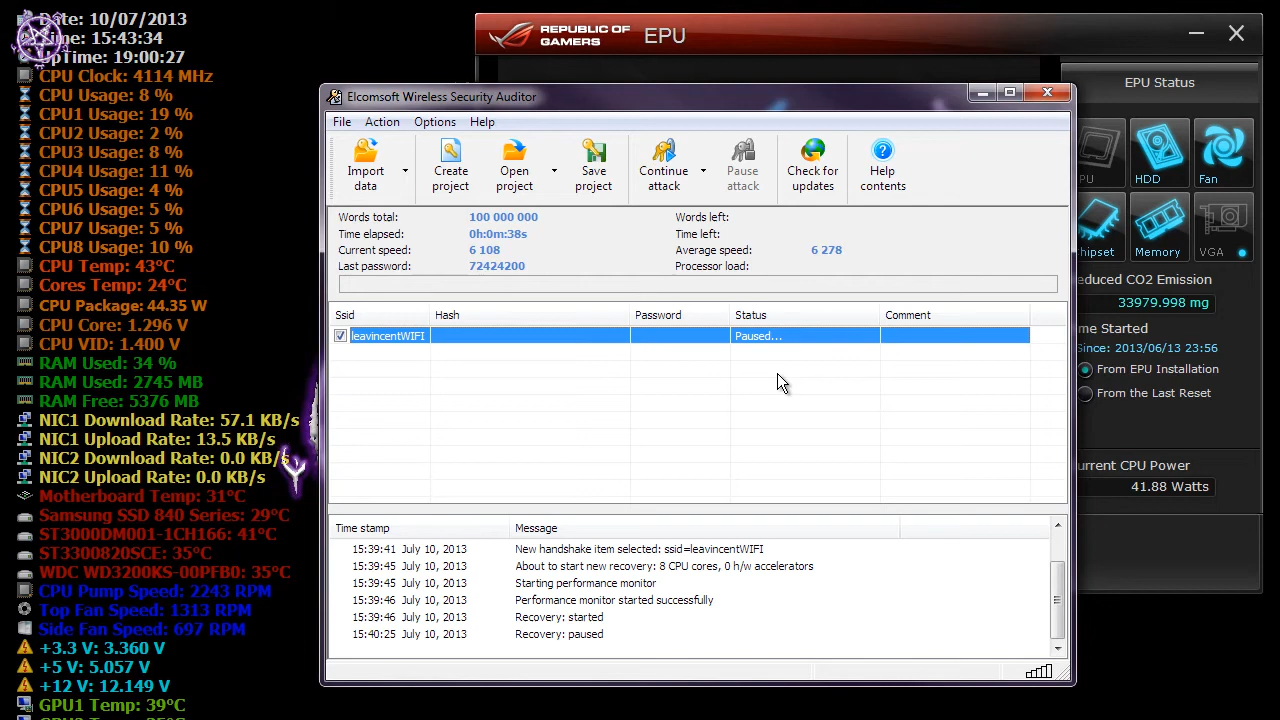 Date: 10/07/2013
Time: 15:43:34
UpTime: 19:00:27
CPU Clock: 4114 MHz
CPU Usage: 8 %
CPU1 Usage: 19 %
CPU2 Usage: 2 %
CPU3 Usage: 8 %
CPU4 Usage: 11 %
CPU5 Usage: 4 %
CPU6 Usage: 5 %
CPU7 Usage: 5 %
CPU8 Usage: 10 %
CPU Temp: 43°C
Cores Temp: 24°C
CPU Package: 44.35 W
CPU Core: 1.296 V
CPU VID: 1.400 V
RAM Used: 34 %
RAM Used: 2745 MB
RAM Free: 5376 MB
NIC1 Download Rate: 57.1 KB/s
NIC1 Upload Rate: 13.5 KB/s
NIC2 Download Rate: 0.0 KB/s
NIC2 Upload Rate: 0.0 KB/s
Motherboard Temp: 31°C
Samsung SSD 840 Series: 29°C
ST3000DM001-1CH166: 41°C
ST3300820SCE: 35°C
WDC WD3200KS-00PFB0: 35°C
CPU Pump Speed: 2243 RPM
Top Fan Speed: 1313 RPM
Side Fan Speed: 697 RPM
+3.3 V: 3.360 V
+5 V: 5.057 V
+12 V: 12.149 V
GPU1 Temp: 39°C
REPUBLIC OF
GAMERS
EPU
Elcomsoft Wireless Security Auditor
File Action Options Help
Import data
Create project
Open project
Save project
Continue attack
Pause attack
Check for updates
Help contents
Words total: 100 000 000 Words left:
Time elapsed: 0h:0m:38s Time left:
Current speed: 6 108 Average speed: 6 278
Last password: 72424200 Processor load:
Ssid Hash Password Status Comment
leavincentWIFI Paused...
Time stamp Message
15:39:41 July 10, 2013 New handshake item selected: ssid=leavincentWIFI
15:39:45 July 10, 2013 About to start new recovery: 8 CPU cores, 0 h/w accelerators
15:39:45 July 10, 2013 Starting performance monitor
15:39:46 July 10, 2013 Performance monitor started successfully
15:39:46 July 10, 2013 Recovery: started
15:40:25 July 10, 2013 Recovery: paused
EPU Status
PU HDD Fan
hipset Memory VGA
educed CO2 Emission
33979.998 mg
me Started
Since: 2013/06/13 23:56
From EPU Installation
From the Last Reset
urrent CPU Power
41.88 Watts